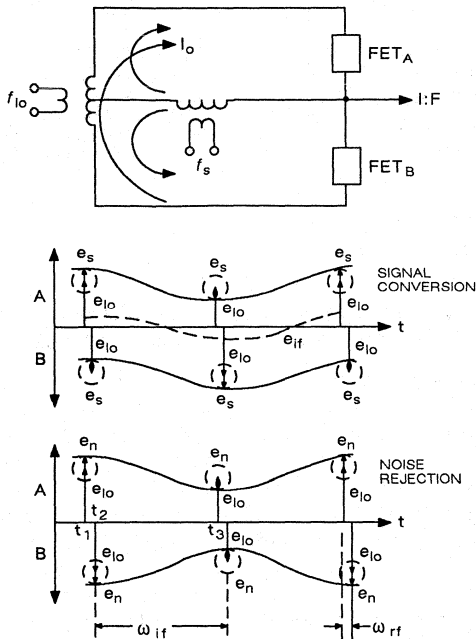 FET_A
I_o
f_lo
I:F
f_s
FET_B
e_s e_s e_s
SIGNAL CONVERSION
A
e_lo e_lo e_lo
t
B
e_lo e_lo e_if e_lo
e_s e_s e_s
e_n e_n e_n
NOISE REJECTION
A
e_lo e_lo e_lo
t_2
t_1 t_3 t
B
e_lo e_lo e_lo
e_n e_n e_n
ω_if ω_rf